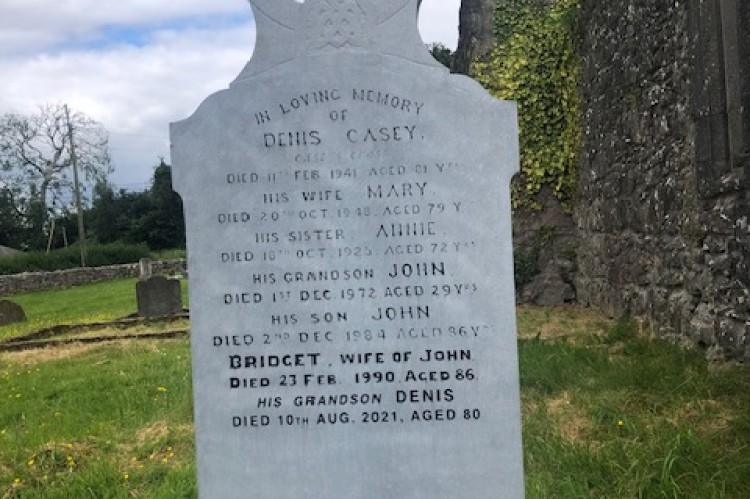 IN LOVING MEMORY
OF
DENIS CASEY.
DIED 11TH FEB. 1941 AGED 81 YRS
HIS WIFE MARY.
DIED 20TH OCT. 1948. AGED 79 Y
HIS SISTER ANNIE.
DIED 18TH OCT. 1925. AGED 72 YRS
HIS GRANDSON JOHN.
DIED 1ST DEC. 1972. AGED 29 YRS
HIS SON JOHN
DIED 2ND DEC 1984 AGED 86 YRS
BRIDGET, WIFE OF JOHN.
DIED 23 FEB. 1990. AGED 86.
HIS GRANDSON DENIS
DIED 10TH AUG. 2021, AGED 80